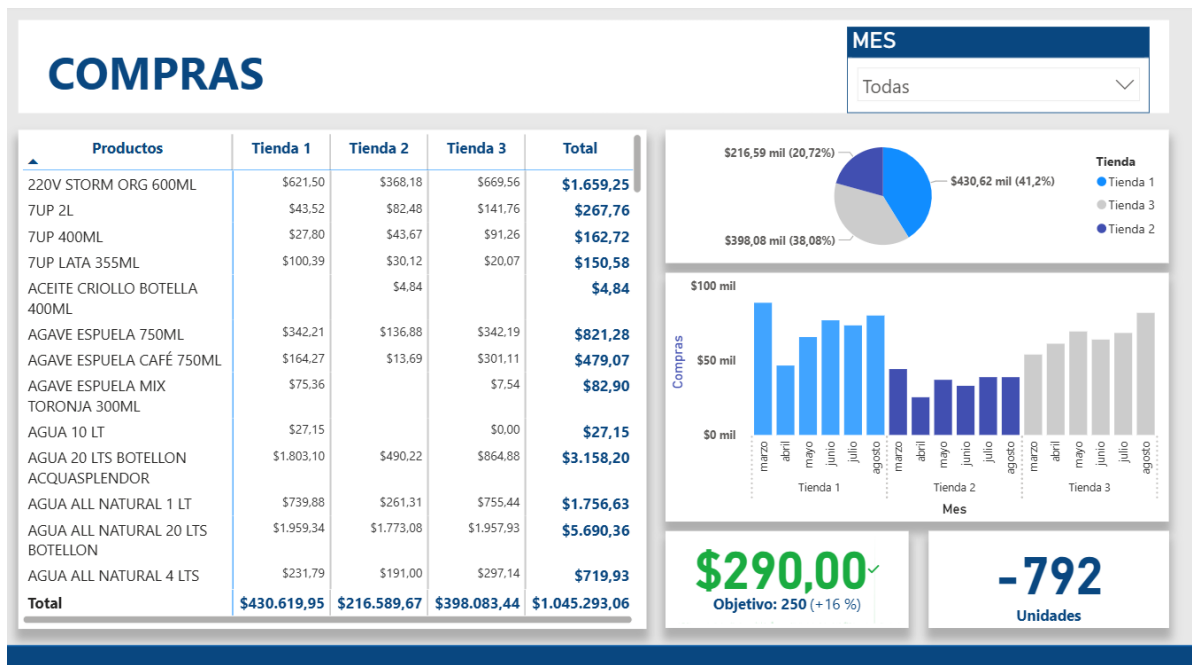 COMPRAS
MES
Todas
Productos Tienda 1 Tienda 2 Tienda 3 Total
220V STORM ORG 600ML $621,50 $368,18 $669,56 $1.659,25
7UP 2L $43,52 $82,48 $141,76 $267,76
7UP 400ML $27,80 $43,67 $91,26 $162,72
7UP LATA 355ML $100,39 $30,12 $20,07 $150,58
ACEITE CRIOLLO BOTELLA $4,84 $4,84
400ML
AGAVE ESPUELA 750ML $342,21 $136,88 $342,19 $821,28
AGAVE ESPUELA CAFÉ 750ML $164,27 $13,69 $301,11 $479,07
AGAVE ESPUELA MIX $75,36 $7,54 $82,90
TORONJA 300ML
AGUA 10 LT $27,15 $0,00 $27,15
AGUA 20 LTS BOTELLON $1.803,10 $490,22 $864,88 $3.158,20
ACQUASPLENDOR
AGUA ALL NATURAL 1 LT $739,88 $261,31 $755,44 $1.756,63
AGUA ALL NATURAL 20 LTS $1.959,34 $1.773,08 $1.957,93 $5.690,36
BOTELLON
AGUA ALL NATURAL 4 LTS $231,79 $191,00 $297,14 $719,93
Total $430.619,95 $216.589,67 $398.083,44 $1.045.293,06
$216,59 mil (20,72%)
$430,62 mil (41,2%)
$398,08 mil (38,08%)
Tienda
Tienda 1
Tienda 3
Tienda 2
$100 mil
$50 mil
$0 mil
Compras
marzo abril mayo junio julio agosto marzo abril mayo junio julio agosto marzo abril mayo junio julio agosto
Tienda 1 Tienda 2 Tienda 3
Mes
$290,00
Objetivo: 250 (+16 %)
-792
Unidades